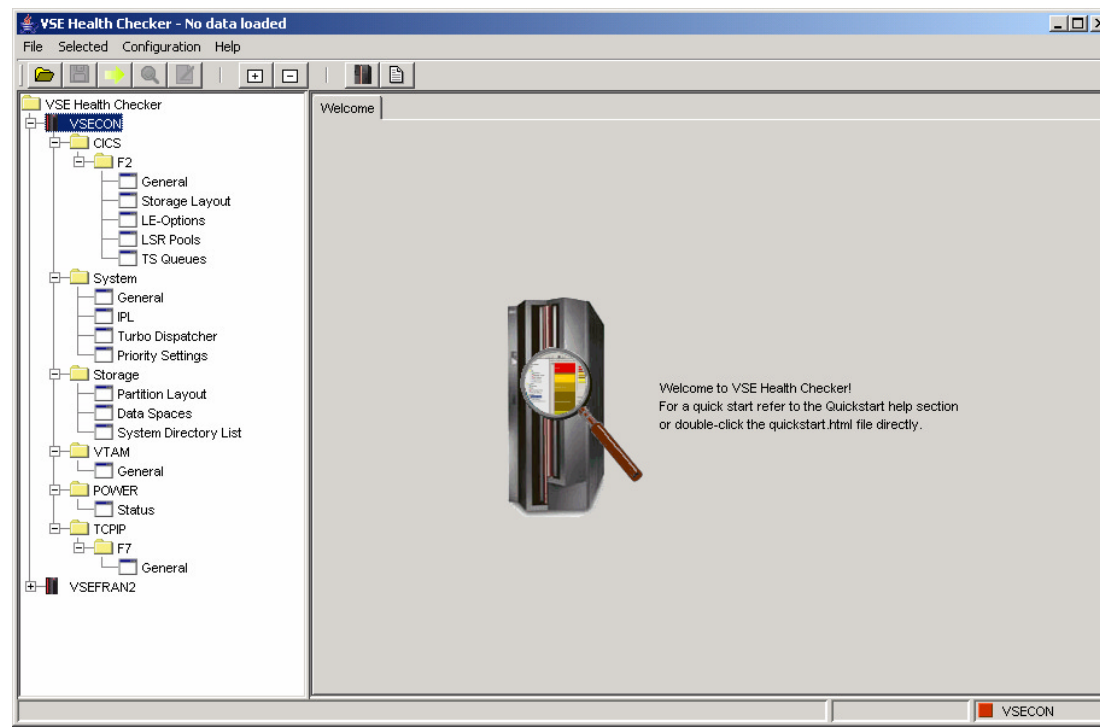 VSE Health Checker - No data loaded
File Selected Configuration Help
VSE Health Checker
VSECON
CICS
F2
General
Storage Layout
LE-Options
LSR Pools
TS Queues
System
General
IPL
Turbo Dispatcher
Priority Settings
Storage
Partition Layout
Data Spaces
System Directory List
VTAM
General
POWER
Status
TCPIP
F7
General
VSEFRAN2
Welcome
Welcome to VSE Health Checker!
For a quick start refer to the Quickstart help section
or double-click the quickstart.html file directly.
VSECON